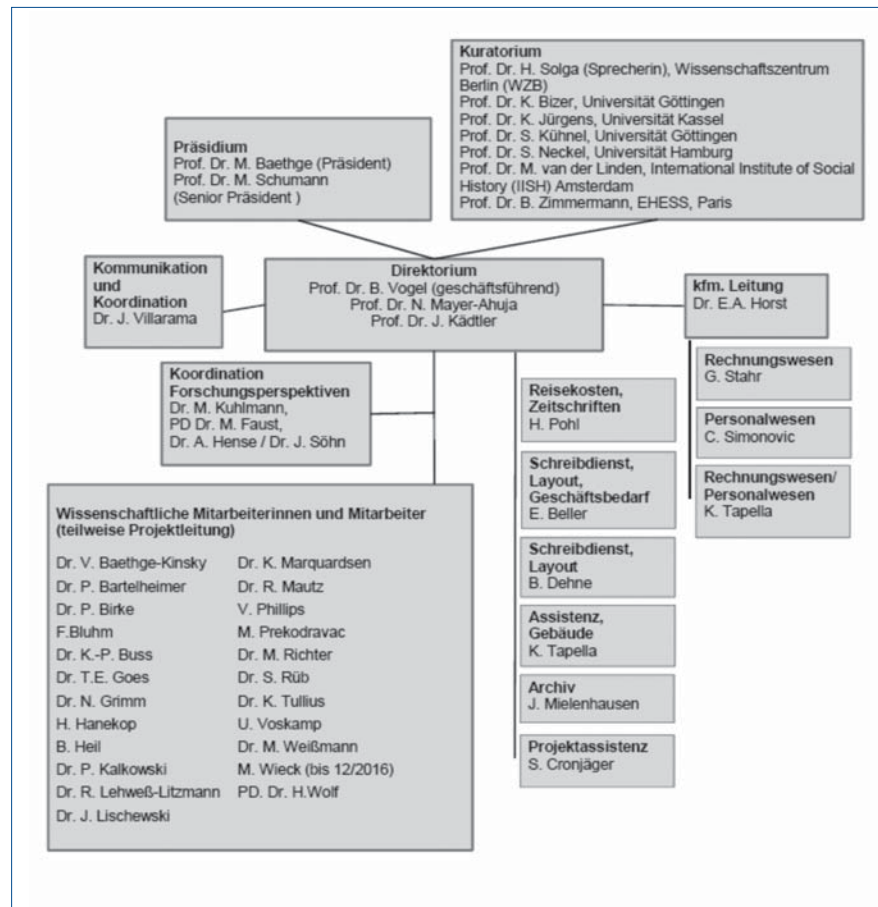 Kuratorium
Prof. Dr. H. Solga (Sprecherin), Wissenschaftszentrum
Berlin (WZB)
Prof. Dr. K. Bizer, Universität Göttingen
Prof. Dr. K. Jürgens, Universität Kassel
Prof. Dr. S. Kühnel, Universität Göttingen
Prof. Dr. S. Neckel, Universität Hamburg
Prof. Dr. M. van der Linden, International Institute of Social
History (IISH) Amsterdam
Prof. Dr. B. Zimmermann, EHESS, Paris
Präsidium
Prof. Dr. M. Baethge (Präsident)
Prof. Dr. M. Schumann
(Senior Präsident )
Kommunikation
und
Koordination
Dr. J. Villarama
Direktorium
Prof. Dr. B. Vogel (geschäftsführend)
Prof. Dr. N. Mayer-Ahuja
Prof. Dr. J. Kädtler
kfm. Leitung
Dr. E.A. Horst
Koordination
Forschungsperspektiven
Dr. M. Kuhlmann,
PD Dr. M. Faust,
Dr. A. Hense / Dr. J. Söhn
Reisekosten,
Zeitschriften
H. Pohl
Schreibdienst,
Layout,
Geschäftsbedarf
E. Beller
Schreibdienst,
Layout
B. Dehne
Assistenz,
Gebäude
K. Tapella
Archiv
J. Mielenhausen
Projektassistenz
S. Cronjäger
Rechnungswesen
G. Stahr
Personalwesen
C. Simonovic
Rechnungswesen/
Personalwesen
K. Tapella
Wissenschaftliche Mitarbeiterinnen und Mitarbeiter
(teilweise Projektleitung)
Dr. V. Baethge-Kinsky
Dr. P. Bartelheimer
Dr. P. Birke
F.Bluhm
Dr. K.-P. Buss
Dr. T.E. Goes
Dr. N. Grimm
H. Hanekop
B. Heil
Dr. P. Kalkowski
Dr. R. Lehweß-Litzmann
Dr. J. Lischewski
Dr. K. Marquardsen
Dr. R. Mautz
V. Phillips
M. Prekodravac
Dr. M. Richter
Dr. S. Rüb
Dr. K. Tullius
U. Voskamp
Dr. M. Weißmann
M. Wieck (bis 12/2016)
PD. Dr. H.Wolf